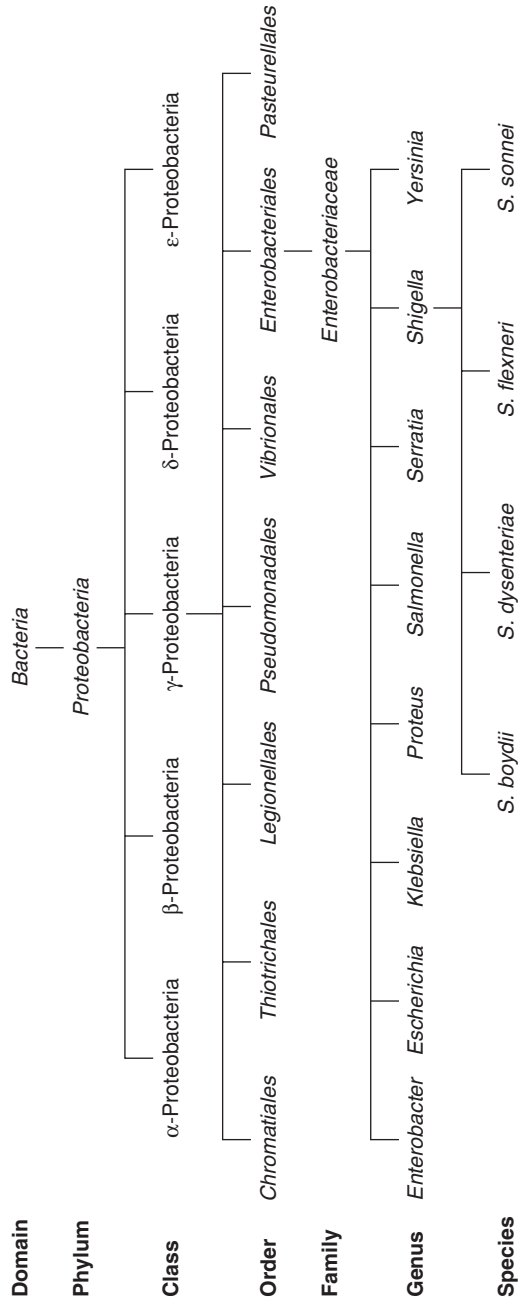 Domain Bacteria
Phylum Proteobacteria
Class α-Proteobacteria β-Proteobacteria γ-Proteobacteria δ-Proteobacteria ε-Proteobacteria
Order Chromatiales Thiotrichales Legionellales Pseudomonadales Vibrionales Enterobacteriales Pasteurellales
Family Enterobacteriaceae
Genus Enterobacter Escherichia Klebsiella Proteus Salmonella Serratia Shigella Yersinia
Species S. boydii S. dysenteriae S. flexneri S. sonnei